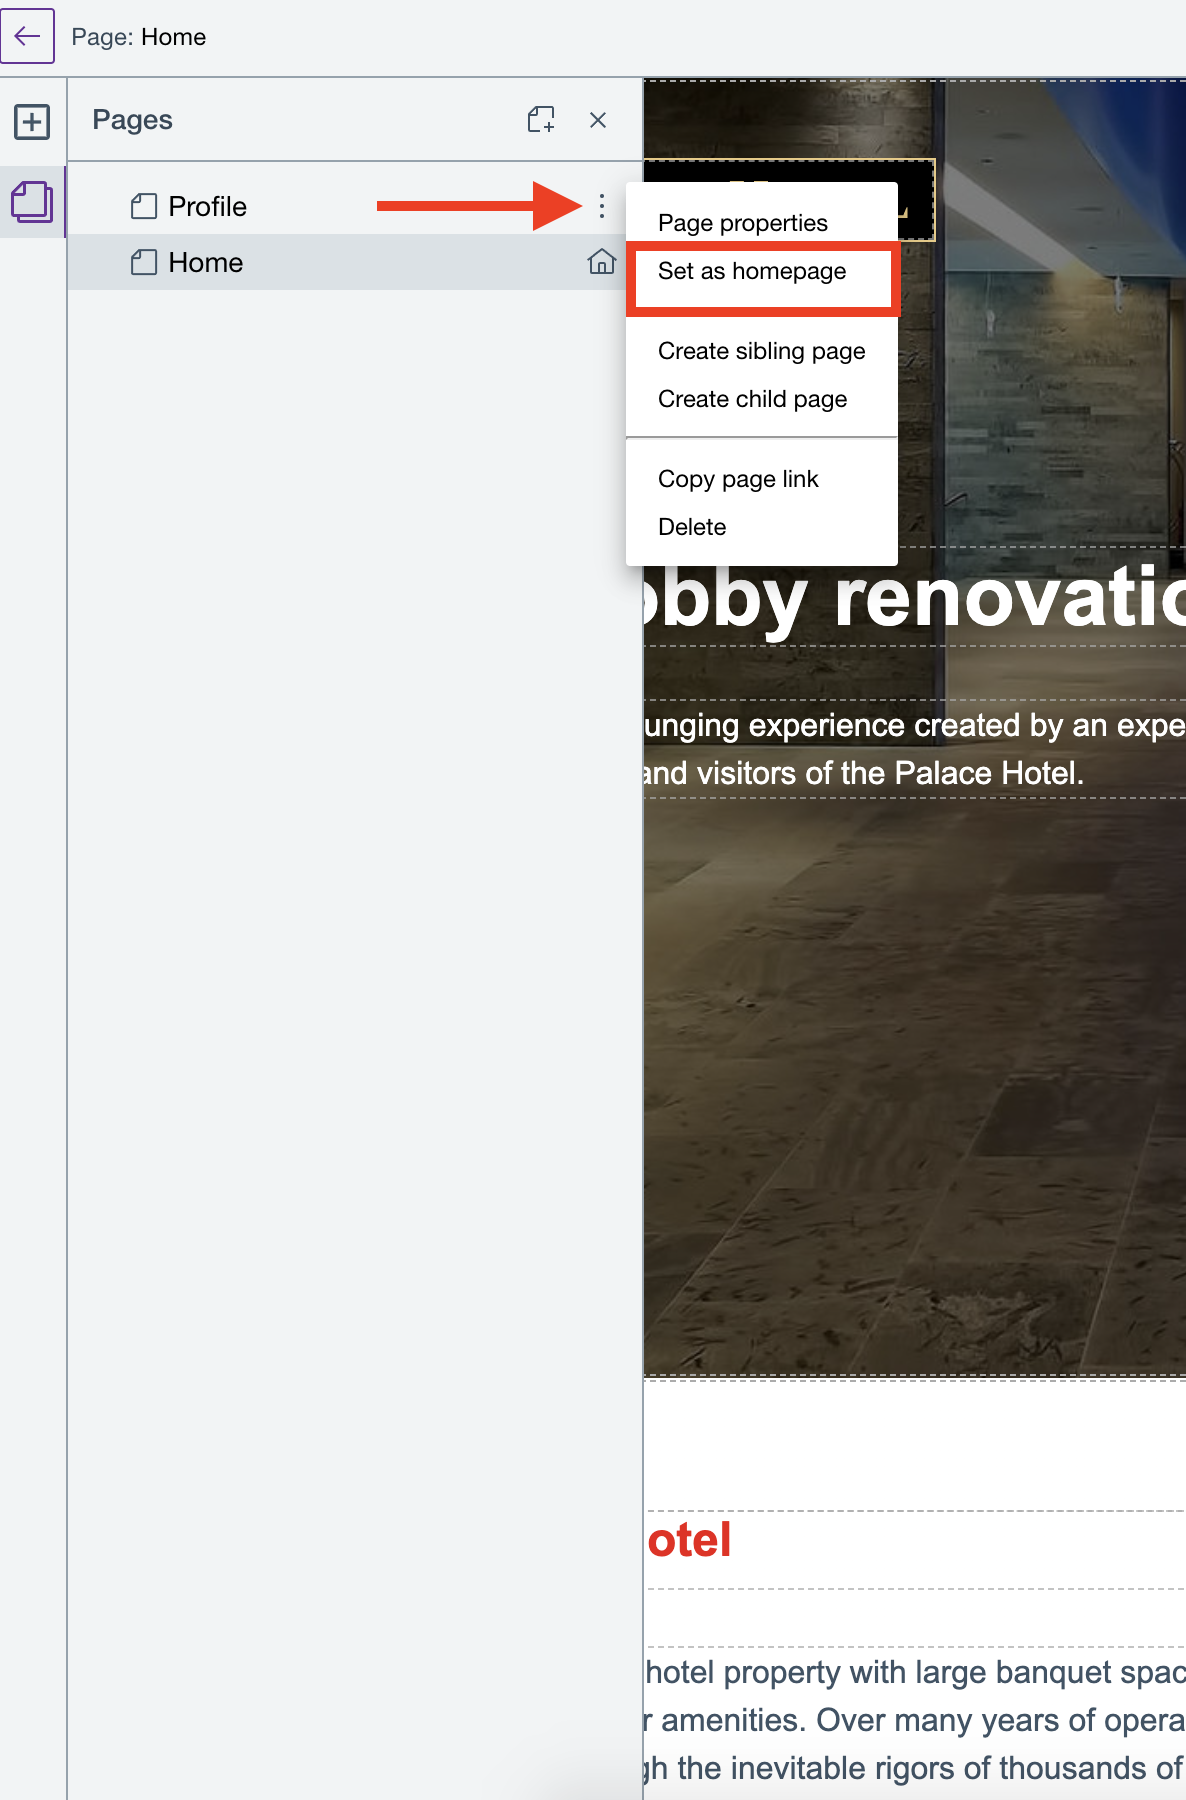 Page: Home
Pages
Profile
Home
Page properties
Set as homepage
Create sibling page
Create child page
Copy page link
Delete
renovatio
unging experience created by an expe
and visitors of the Palace Hotel.
otel
hotel property with large banquet spac
r amenities. Over many years of opera
gh the inevitable rigors of thousands of